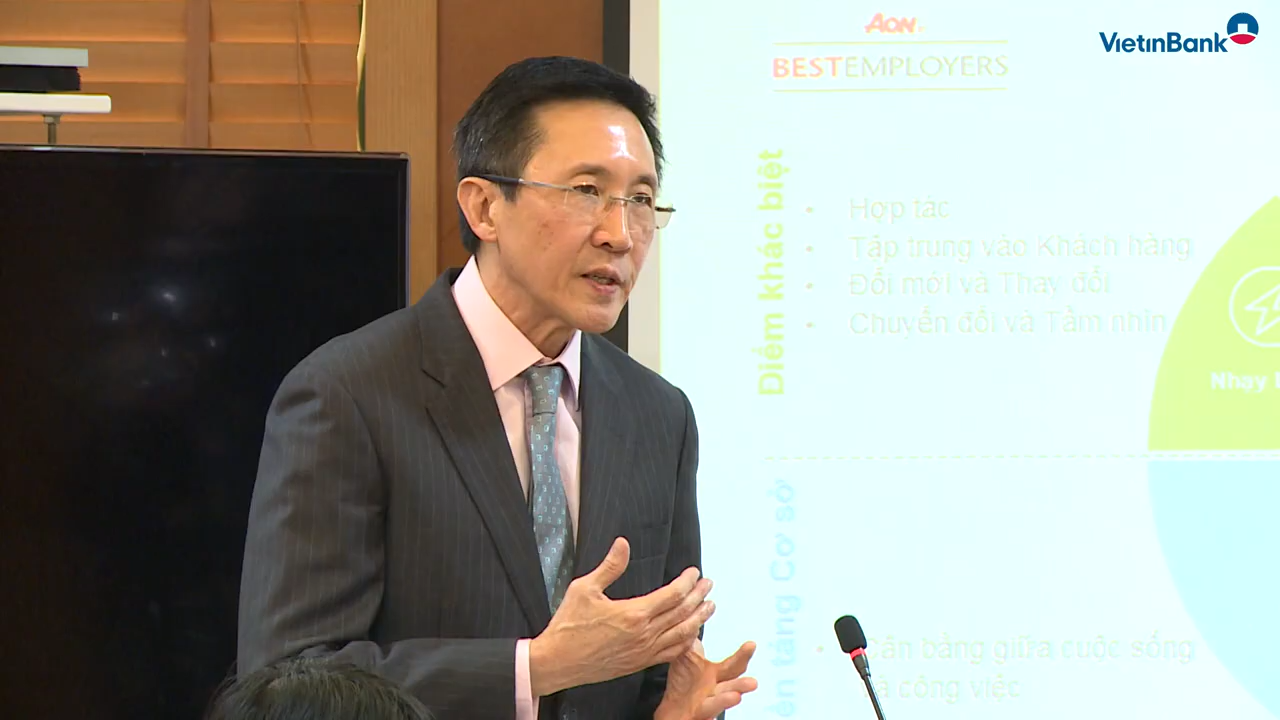 VietinBank
AON
BESTEMPLOYERS
Điểm khác biệt
• Hợp tác
• Tập trung vào Khách hàng
• Đổi mới và Thay đổi
• Chuyển đổi và Tầm nhìn
Nhạy
tảng Cơ sở
• Cân bằng giữa cuộc sống
và công việc